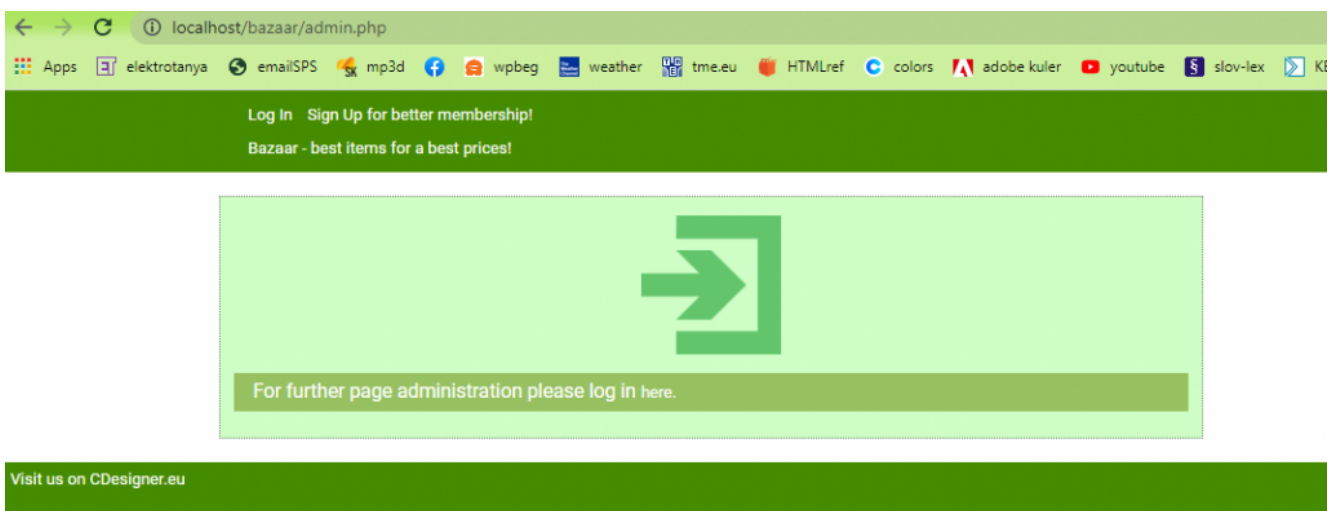 localhost/bazaar/admin.php
Apps elektrotanya emailSPS mp3d wpbeg weather tme.eu HTMLref colors adobe kuler youtube slov-lex
Log In Sign Up for better membership!
Bazaar - best items for a best prices!
For further page administration please log in here.
Visit us on CDesigner.eu